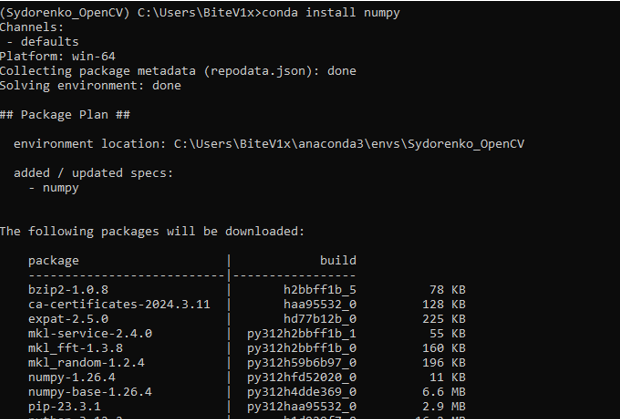 (Sydorenko_OpenCV) C:\Users\BiteV1x>conda install numpy
Channels:
 - defaults
Platform: win-64
Collecting package metadata (repodata.json): done
Solving environment: done
## Package Plan ##
  environment location: C:\Users\BiteV1x\anaconda3\envs\Sydorenko_OpenCV
  added / updated specs:
    - numpy
The following packages will be downloaded:
    package                    |            build
    ---------------------------|-----------------
    bzip2-1.0.8                |       h2bbff1b_5          78 KB
    ca-certificates-2024.3.11  |       haa95532_0         128 KB
    expat-2.5.0                |       hd77b12b_0         225 KB
    mkl-service-2.4.0          |  py312h2bbff1b_1          55 KB
    mkl_fft-1.3.8              |  py312h2bbff1b_0         160 KB
    mkl_random-1.2.4           |  py312h59b6b97_0         196 KB
    numpy-1.26.4               |  py312hfd52020_0          11 KB
    numpy-base-1.26.4          |  py312h4dde369_0         6.6 MB
    pip-23.3.1                 |  py312haa95532_0         2.9 MB